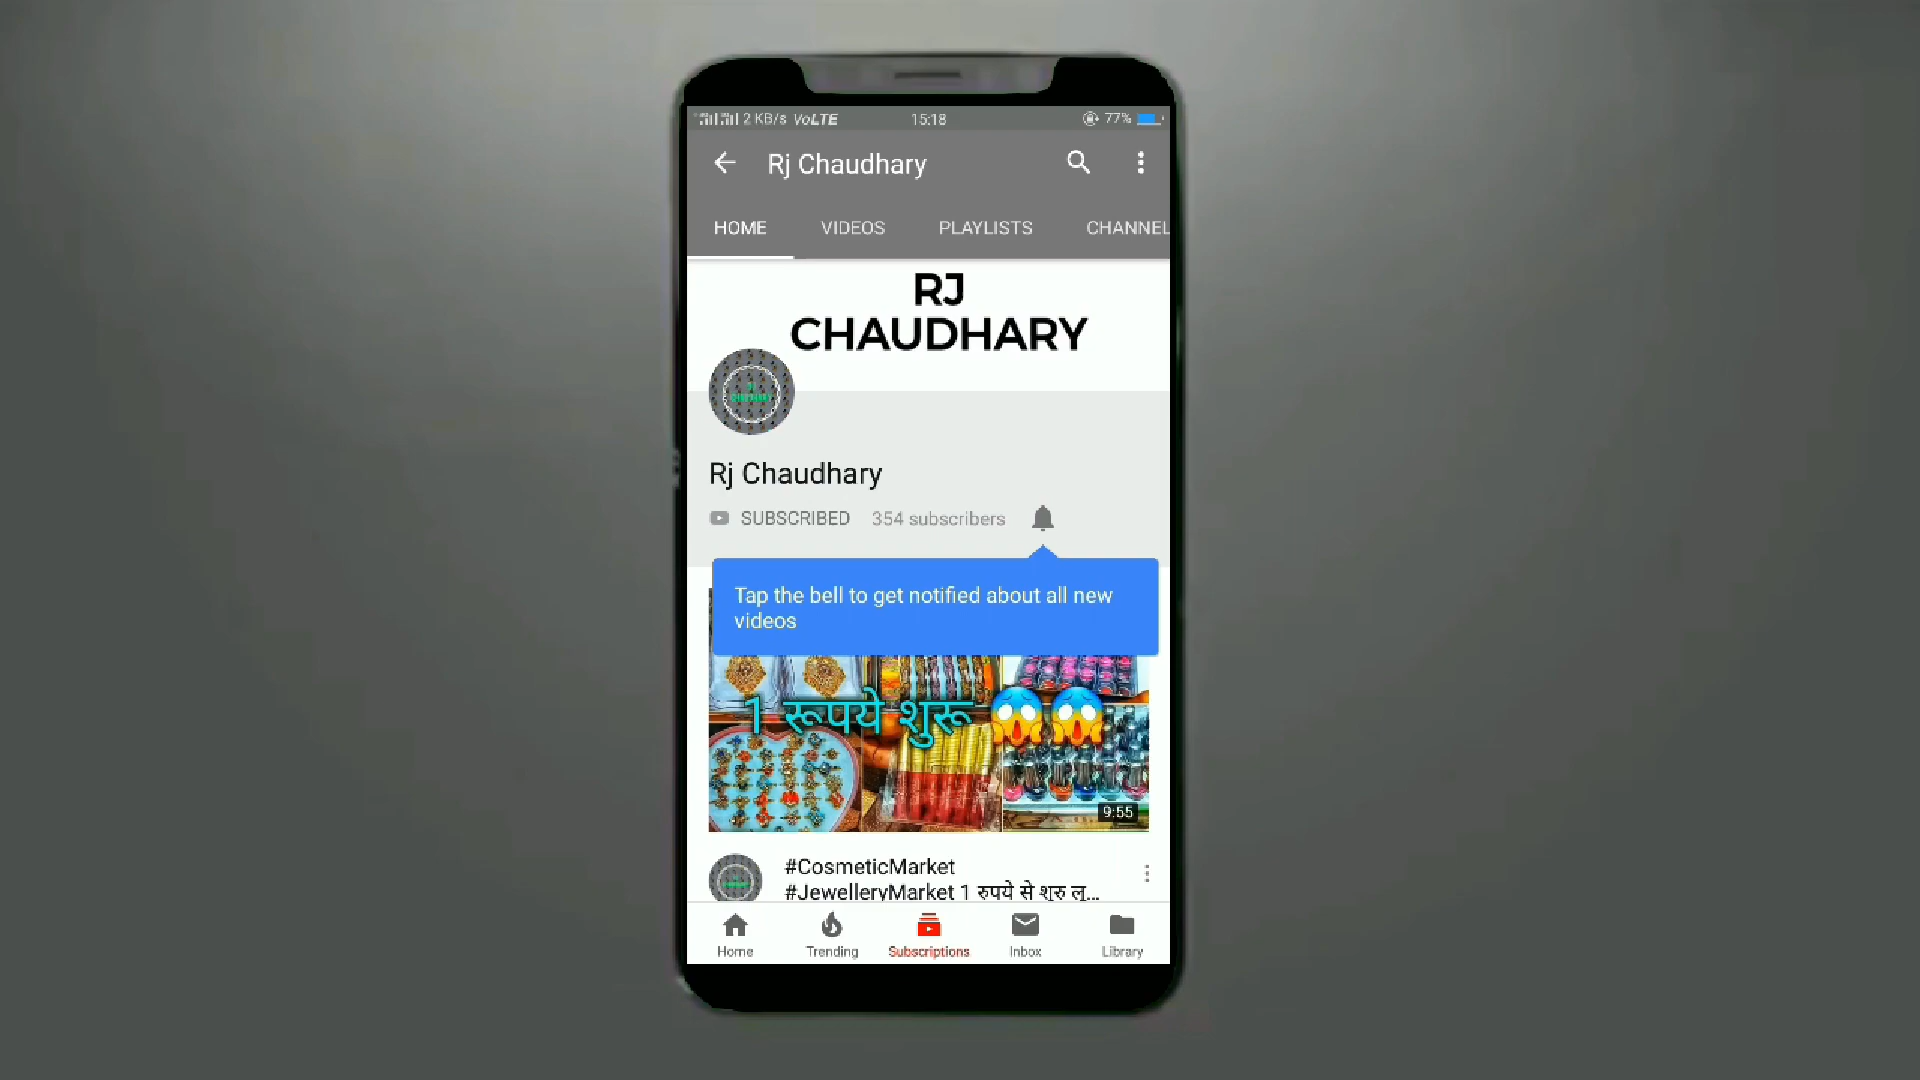 2 KB/s VoLTE 15:18 77%
Rj Chaudhary
HOME VIDEOS PLAYLISTS CHANNEL
RJ
CHAUDHARY
Rj Chaudhary
SUBSCRIBED 354 subscribers
Tap the bell to get notified about all new
videos
1 रूपये शुरू
9:55
#CosmeticMarket
#JewelleryMarket 1 रुपये से शुरु लू...
Home Trending Subscriptions Inbox Library